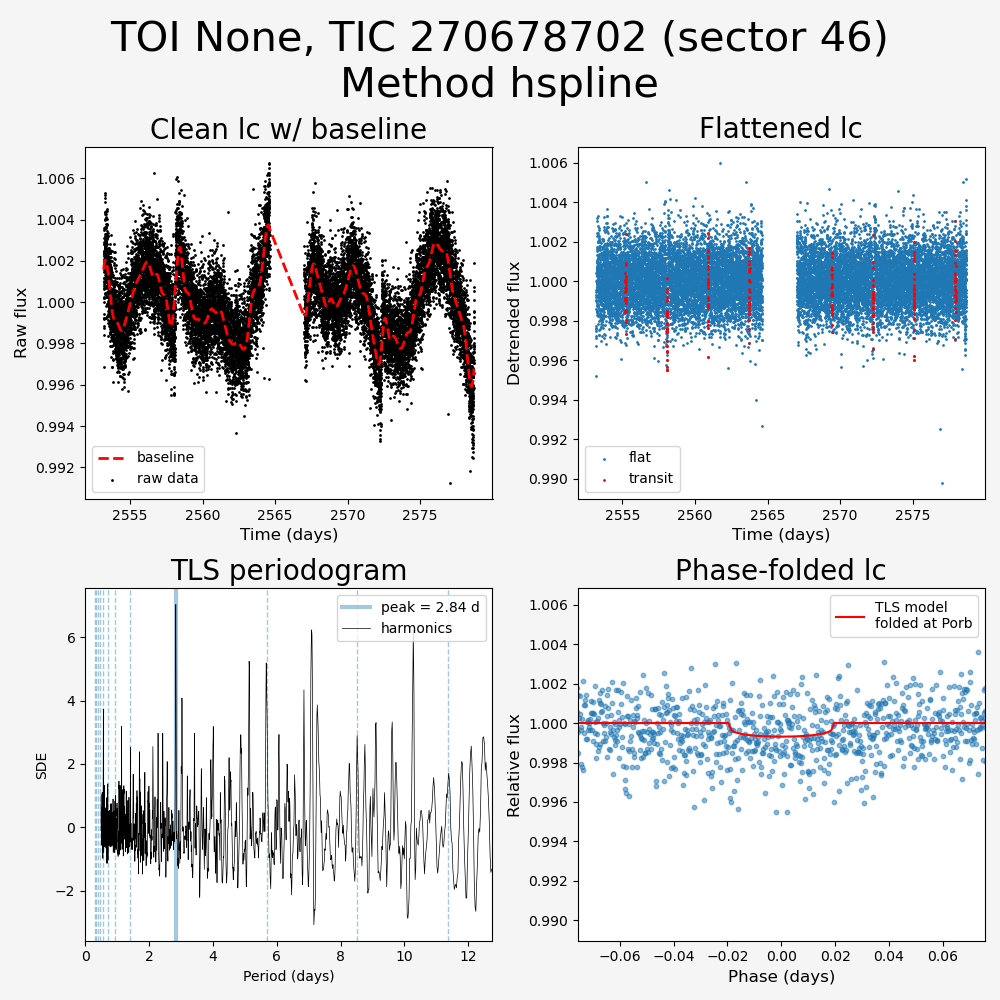 TOI None, TIC 270678702 (sector 46)
Method hspline
Clean lc w/ baseline
Raw flux
1.006
1.004
1.002
1.000
0.998
0.996
0.994
0.992
baseline
raw data
2555
2560
2565
2570
2575
Time (days)
Flattened lc
Detrended flux
1.006
1.004
1.002
1.000
0.998
0.996
0.994
0.992
0.990
flat
transit
2555
2560
2565
2570
2575
Time (days)
TLS periodogram
SDE
6
4
2
0
−2
peak = 2.84 d
harmonics
0
2
4
6
8
10
12
Period (days)
Phase-folded lc
Relative flux
1.006
1.004
1.002
1.000
0.998
0.996
0.994
0.992
0.990
TLS model
folded at Porb
−0.06
−0.04
−0.02
0.00
0.02
0.04
0.06
Phase (days)